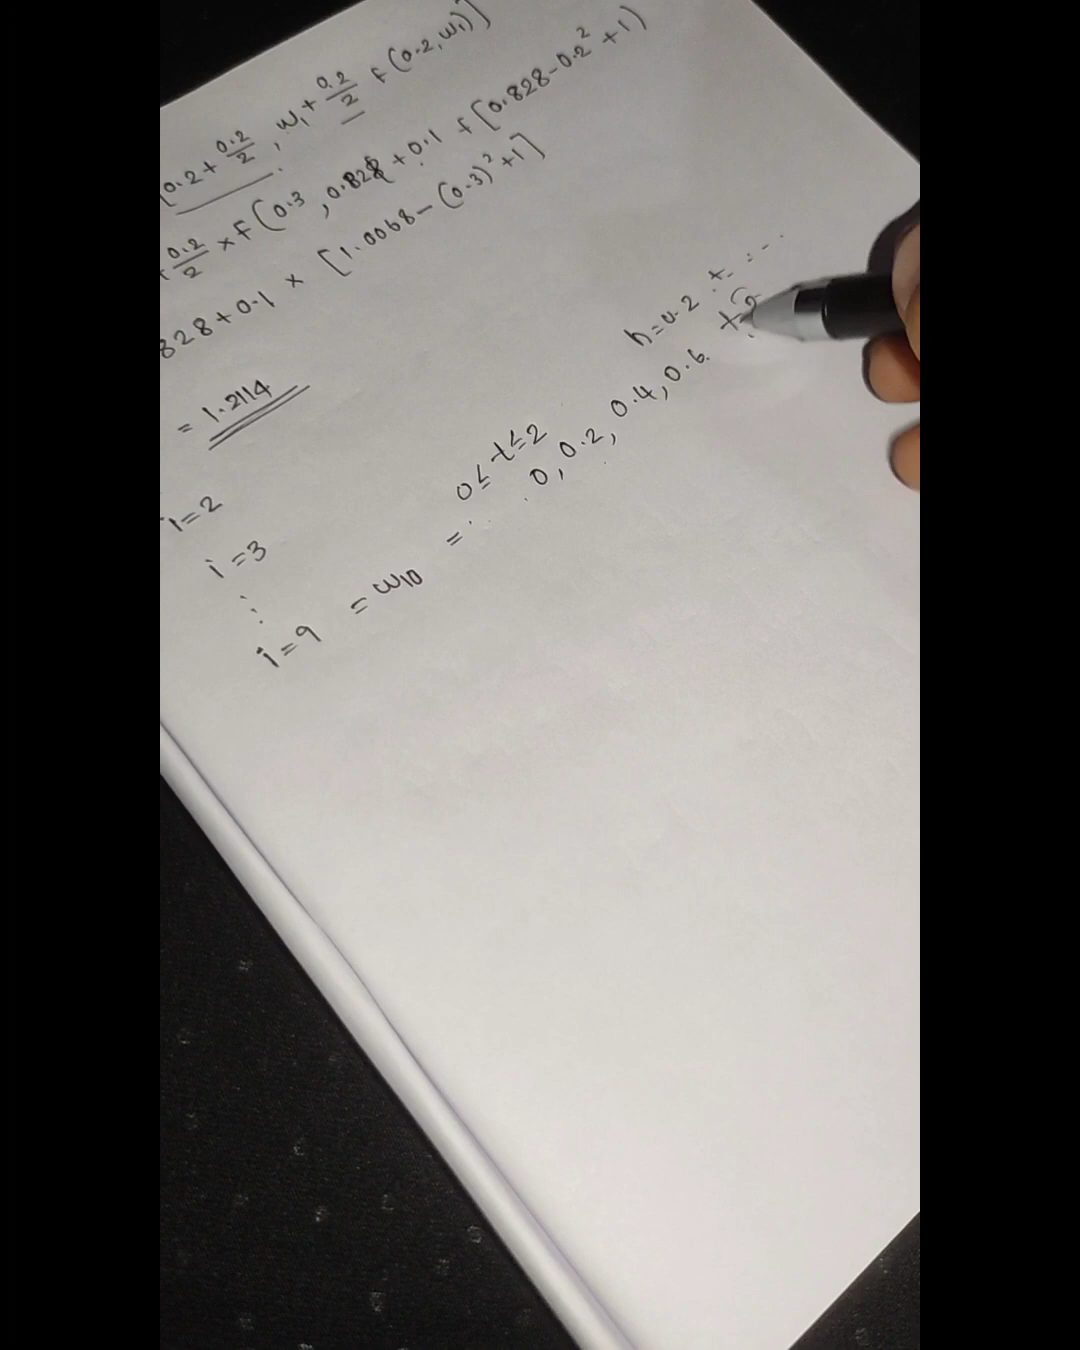 [0.2 + 0.2/2, w₁ + 0.2/2 f(0.2, w₁)]
0.2/2 × f(0.3, 0.828 + 0.1 f[0.828 - 0.2² + 1)
828 + 0.1 × [1.0068 - (0.3)² + 1]
= 1.2114
i=2
i=3
⋮
i=9 = w₁₀
0 ≤ t ≤ 2
= 0, 0.2, 0.4, 0.6
h=0.2